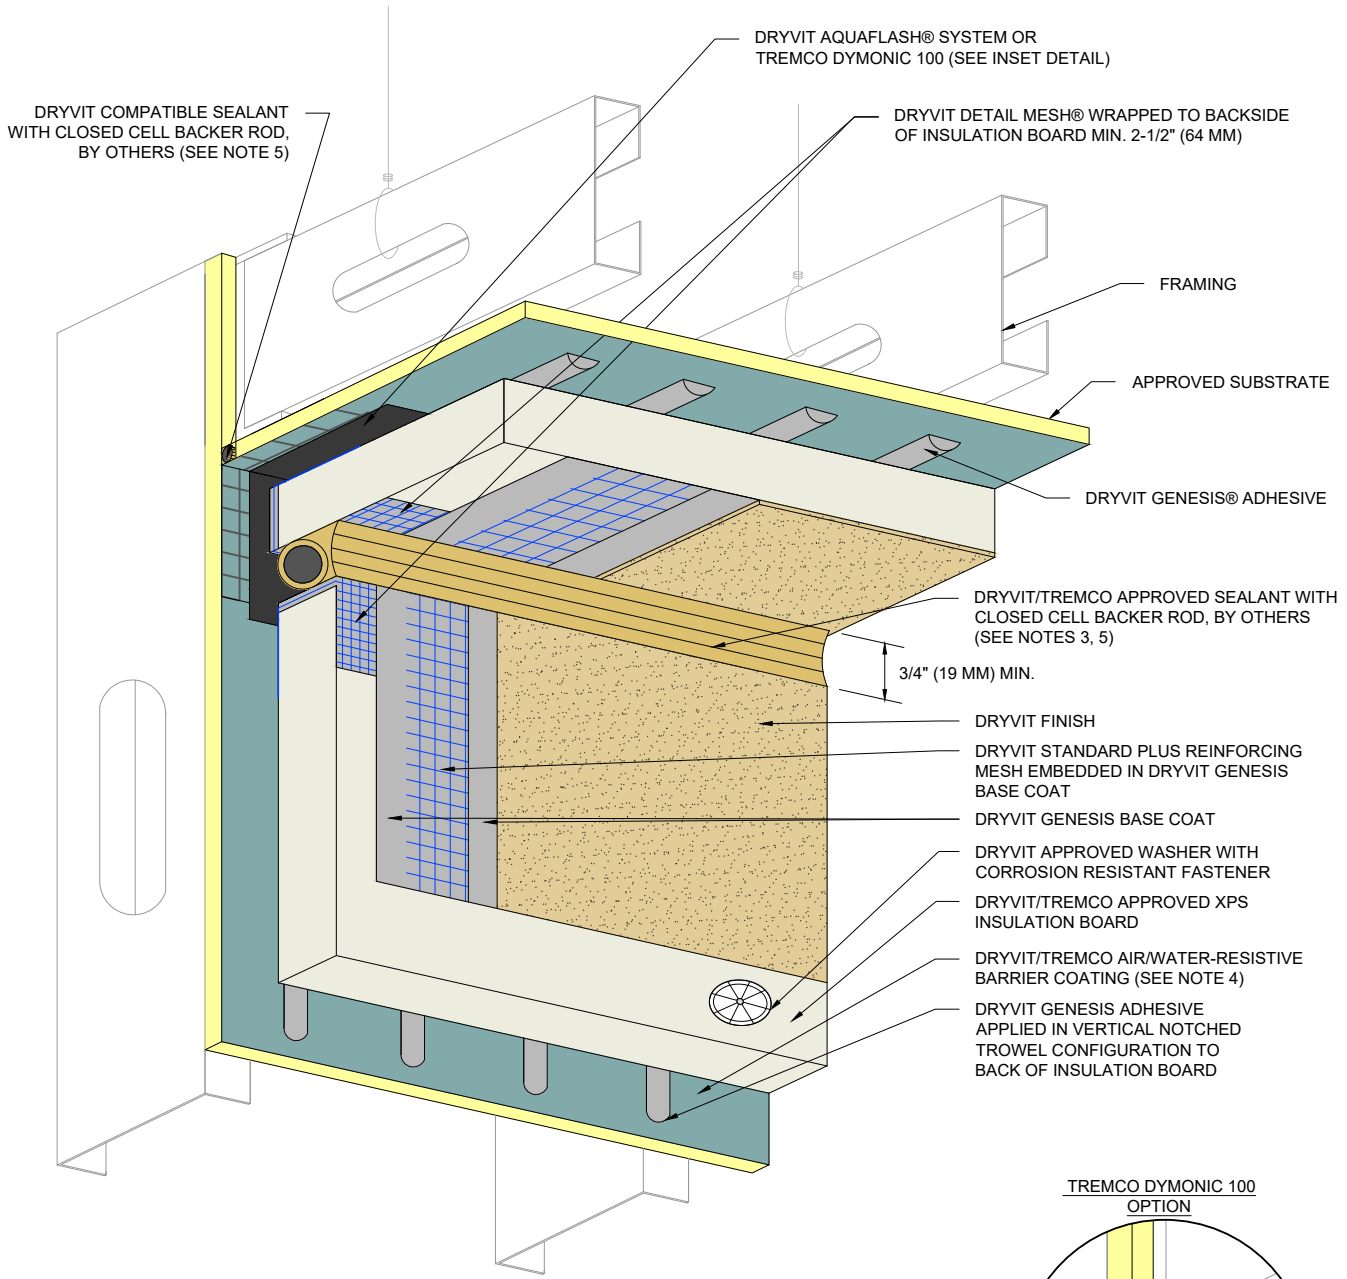 DRYVIT AQUAFLASH® SYSTEM OR
TREMCO DYMONIC 100 (SEE INSET DETAIL)
DRYVIT COMPATIBLE SEALANT
WITH CLOSED CELL BACKER ROD,
BY OTHERS (SEE NOTE 5)
DRYVIT DETAIL MESH® WRAPPED TO BACKSIDE
OF INSULATION BOARD MIN. 2-1/2" (64 MM)
FRAMING
APPROVED SUBSTRATE
DRYVIT GENESIS® ADHESIVE
DRYVIT/TREMCO APPROVED SEALANT WITH
CLOSED CELL BACKER ROD, BY OTHERS
(SEE NOTES 3, 5)
3/4" (19 MM) MIN.
DRYVIT FINISH
DRYVIT STANDARD PLUS REINFORCING
MESH EMBEDDED IN DRYVIT GENESIS
BASE COAT
DRYVIT GENESIS BASE COAT
DRYVIT APPROVED WASHER WITH
CORROSION RESISTANT FASTENER
DRYVIT/TREMCO APPROVED XPS
INSULATION BOARD
DRYVIT/TREMCO AIR/WATER-RESISTIVE
BARRIER COATING (SEE NOTE 4)
DRYVIT GENESIS ADHESIVE
APPLIED IN VERTICAL NOTCHED
TROWEL CONFIGURATION TO
BACK OF INSULATION BOARD
TREMCO DYMONIC 100
OPTION